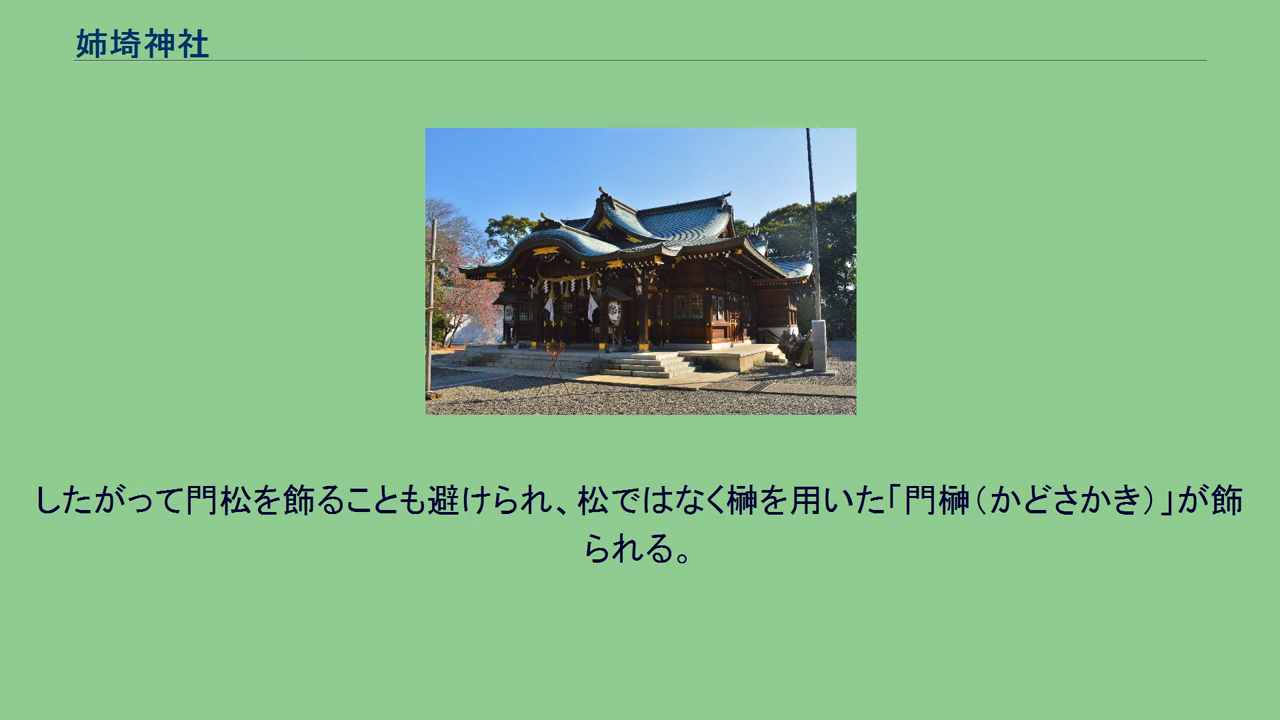 姉埼神社
したがって門松を飾ることも避けられ、松ではなく榊を用いた「門榊（かどさかき）」が飾
られる。